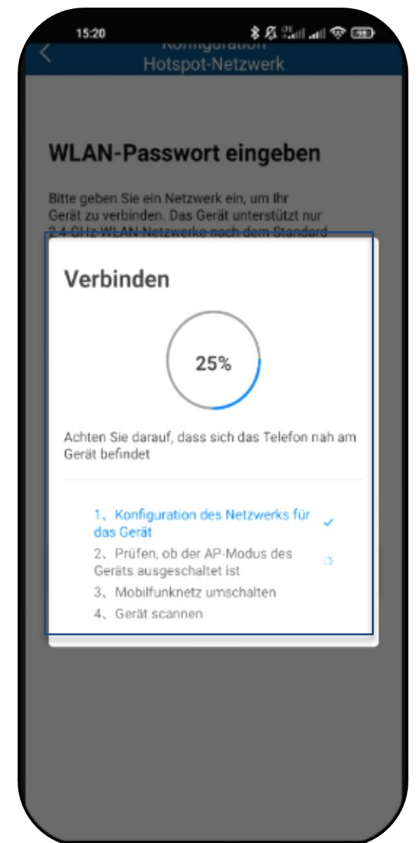 15:20
Konfiguration
Hotspot-Netzwerk
WLAN-Passwort eingeben
Bitte geben Sie ein Netzwerk ein, um Ihr
Gerät zu verbinden. Das Gerät unterstützt nur
2.4 GHz WLAN Netzwerke nach dem Standard
Verbinden
25%
Achten Sie darauf, dass sich das Telefon nah am
Gerät befindet
1、Konfiguration des Netzwerks für
das Gerät
2、Prüfen, ob der AP-Modus des
Geräts ausgeschaltet ist
3、Mobilfunknetz umschalten
4、Gerät scannen